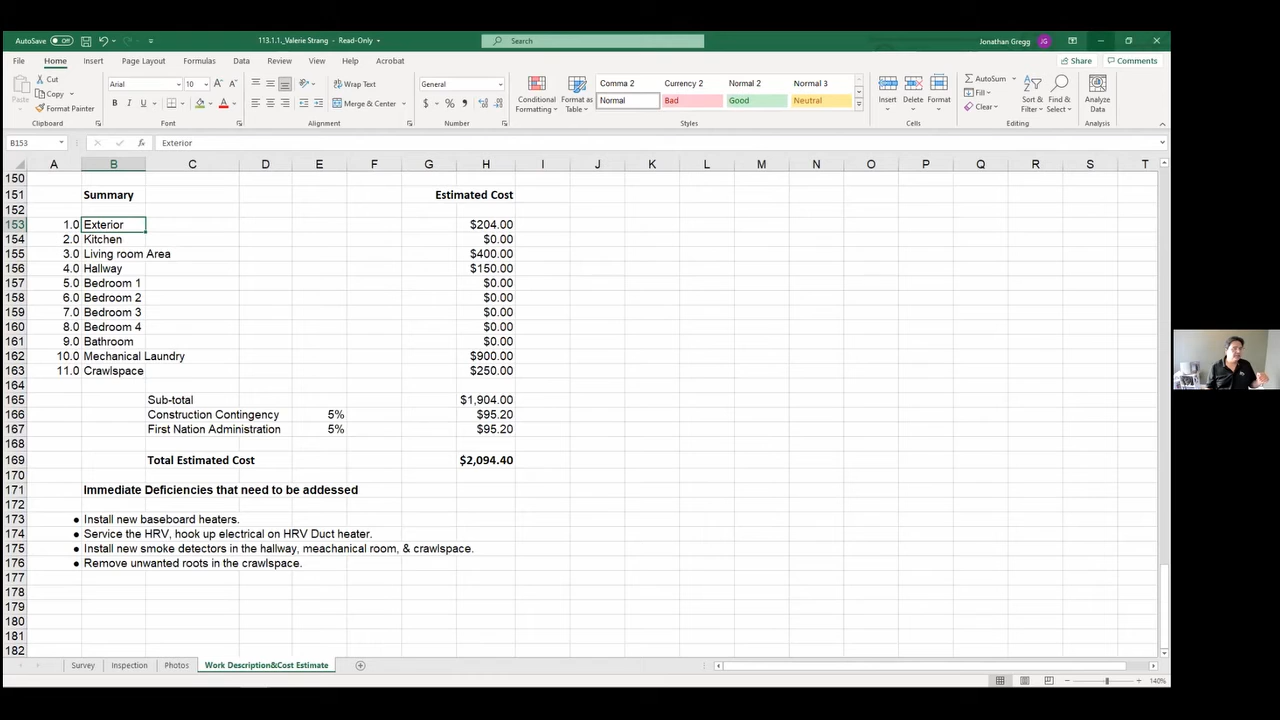 AutoSave Off 113.1.1._Valerie Strang - Read-Only Search Jonathan Gregg JG
File Home Insert Page Layout Formulas Data Review View Help Acrobat Share Comments
Paste Cut Copy Format Painter Clipboard
Arial 10 B I U Font
Wrap Text Merge & Center Alignment
General $ % Number
Conditional Formatting Format as Table
Comma 2 Currency 2 Normal 2 Normal 3
Normal Bad Good Neutral
Styles
Insert Delete Format Cells
AutoSum Fill Clear Sort & Filter Find & Select Editing
Analyze Data Analysis
B153 fx Exterior
A B C D E F G H I J K L M N O P Q R S T
150
151 Summary Estimated Cost
152
153 1.0 Exterior $204.00
154 2.0 Kitchen $0.00
155 3.0 Living room Area $400.00
156 4.0 Hallway $150.00
157 5.0 Bedroom 1 $0.00
158 6.0 Bedroom 2 $0.00
159 7.0 Bedroom 3 $0.00
160 8.0 Bedroom 4 $0.00
161 9.0 Bathroom $0.00
162 10.0 Mechanical Laundry $900.00
163 11.0 Crawlspace $250.00
164
165 Sub-total $1,904.00
166 Construction Contingency 5% $95.20
167 First Nation Administration 5% $95.20
168
169 Total Estimated Cost $2,094.40
170
171 Immediate Deficiencies that need to be addessed
172
173 ● Install new baseboard heaters.
174 ● Service the HRV, hook up electrical on HRV Duct heater.
175 ● Install new smoke detectors in the hallway, meachanical room, & crawlspace.
176 ● Remove unwanted roots in the crawlspace.
177
178
179
180
181
182
Survey Inspection Photos Work Description&Cost Estimate
140%